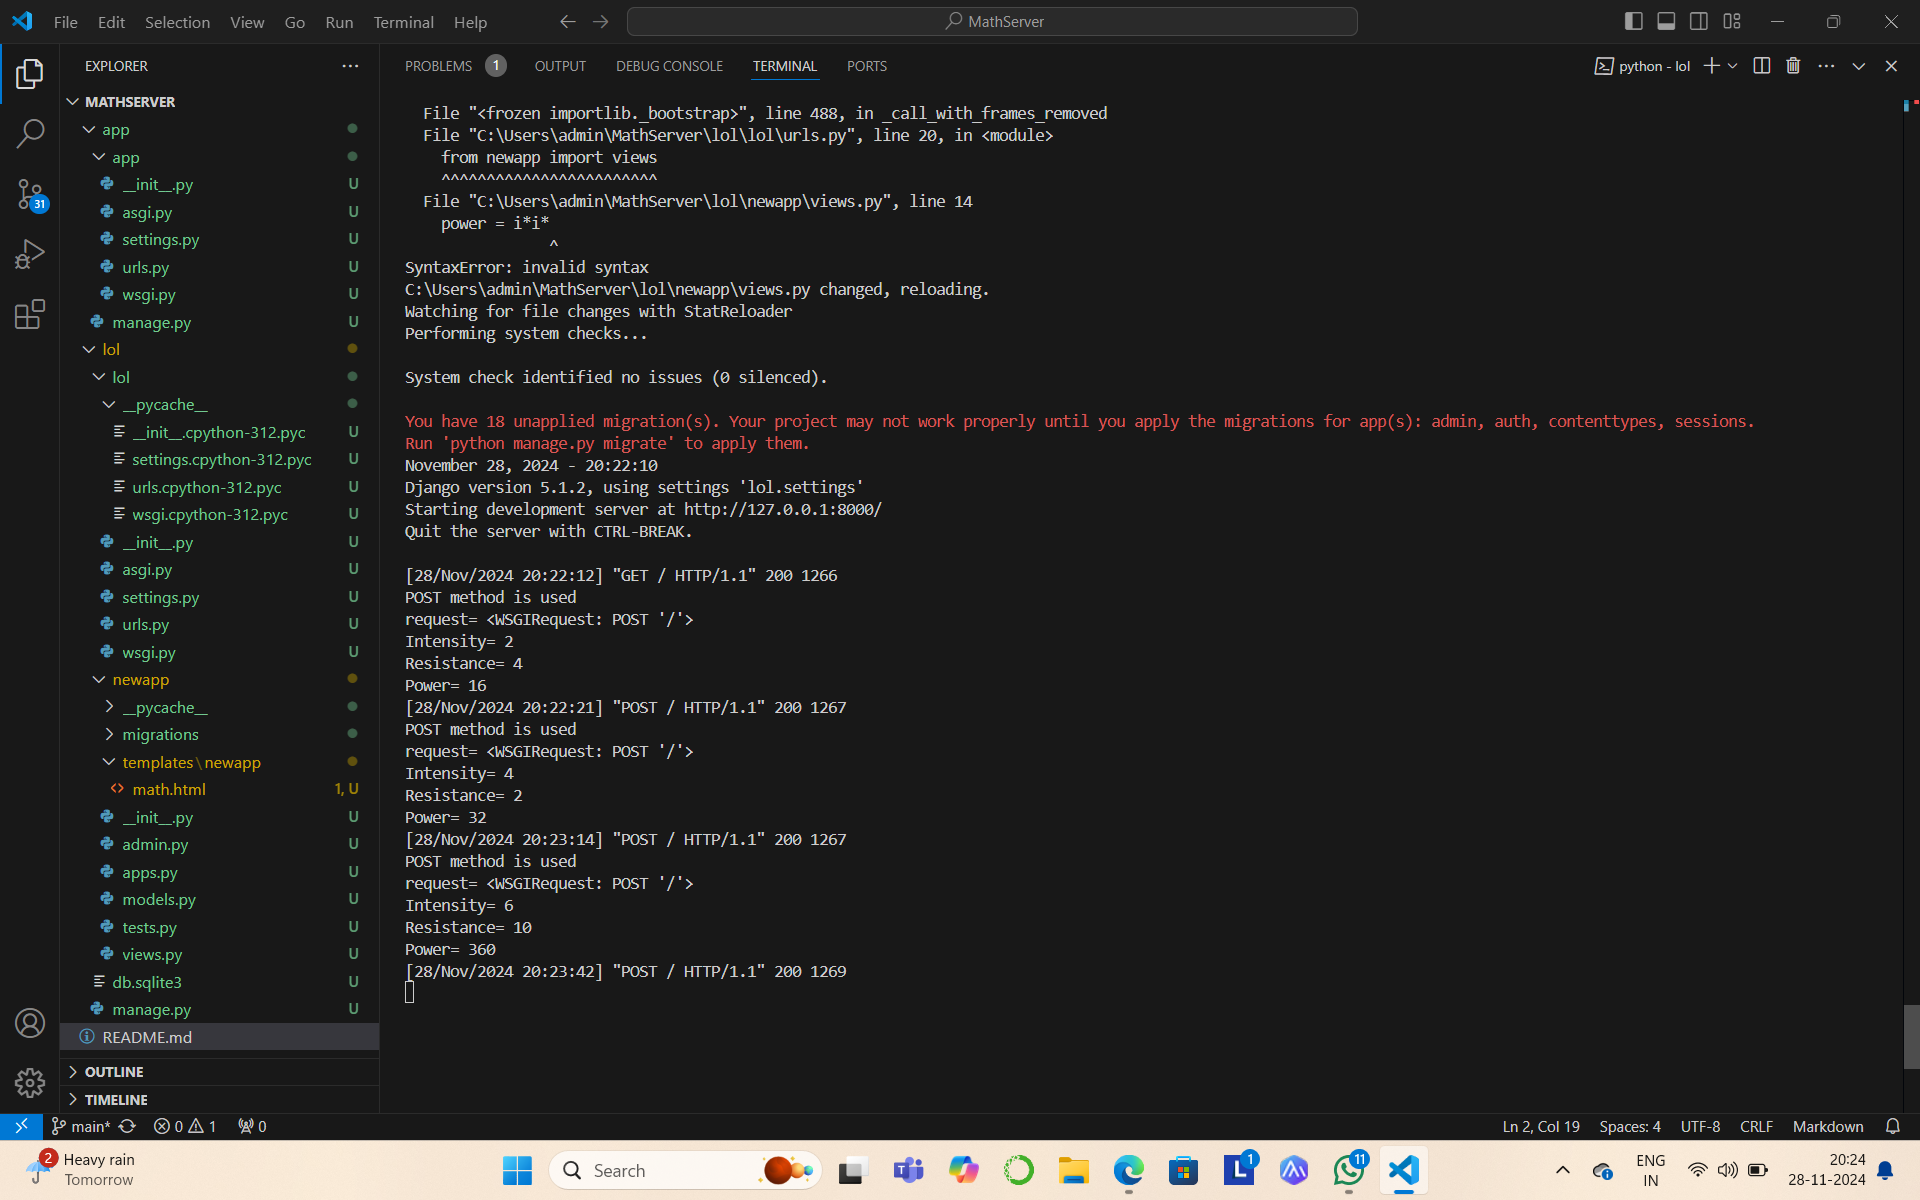 File Edit Selection View Go Run Terminal Help
MathServer
EXPLORER
MATHSERVER
app
app
__init__.py U
asgi.py U
settings.py U
urls.py U
wsgi.py U
manage.py U
lol
lol
__pycache__
__init__.cpython-312.pyc U
settings.cpython-312.pyc U
urls.cpython-312.pyc U
wsgi.cpython-312.pyc U
__init__.py U
asgi.py U
settings.py U
urls.py U
wsgi.py U
newapp
__pycache__
migrations
templates\newapp
math.html 1, U
__init__.py U
admin.py U
apps.py U
models.py U
tests.py U
views.py U
db.sqlite3 U
manage.py U
README.md
OUTLINE
TIMELINE
31
PROBLEMS 1 OUTPUT DEBUG CONSOLE TERMINAL PORTS
python - lol
File "<frozen importlib._bootstrap>", line 488, in _call_with_frames_removed
File "C:\Users\admin\MathServer\lol\lol\urls.py", line 20, in <module>
from newapp import views
^^^^^^^^^^^^^^^^^^^^^^^^
File "C:\Users\admin\MathServer\lol\newapp\views.py", line 14
power = i*i*
^
SyntaxError: invalid syntax
C:\Users\admin\MathServer\lol\newapp\views.py changed, reloading.
Watching for file changes with StatReloader
Performing system checks...
System check identified no issues (0 silenced).
You have 18 unapplied migration(s). Your project may not work properly until you apply the migrations for app(s): admin, auth, contenttypes, sessions.
Run 'python manage.py migrate' to apply them.
November 28, 2024 - 20:22:10
Django version 5.1.2, using settings 'lol.settings'
Starting development server at http://127.0.0.1:8000/
Quit the server with CTRL-BREAK.
[28/Nov/2024 20:22:12] "GET / HTTP/1.1" 200 1266
POST method is used
request= <WSGIRequest: POST '/'>
Intensity= 2
Resistance= 4
Power= 16
[28/Nov/2024 20:22:21] "POST / HTTP/1.1" 200 1267
POST method is used
request= <WSGIRequest: POST '/'>
Intensity= 4
Resistance= 2
Power= 32
[28/Nov/2024 20:23:14] "POST / HTTP/1.1" 200 1267
POST method is used
request= <WSGIRequest: POST '/'>
Intensity= 6
Resistance= 10
Power= 360
[28/Nov/2024 20:23:42] "POST / HTTP/1.1" 200 1269
main* 0 1 0
Ln 2, Col 19 Spaces: 4 UTF-8 CRLF Markdown
2
Heavy rain
Tomorrow
Search
1
11
ENG
IN
20:24
28-11-2024